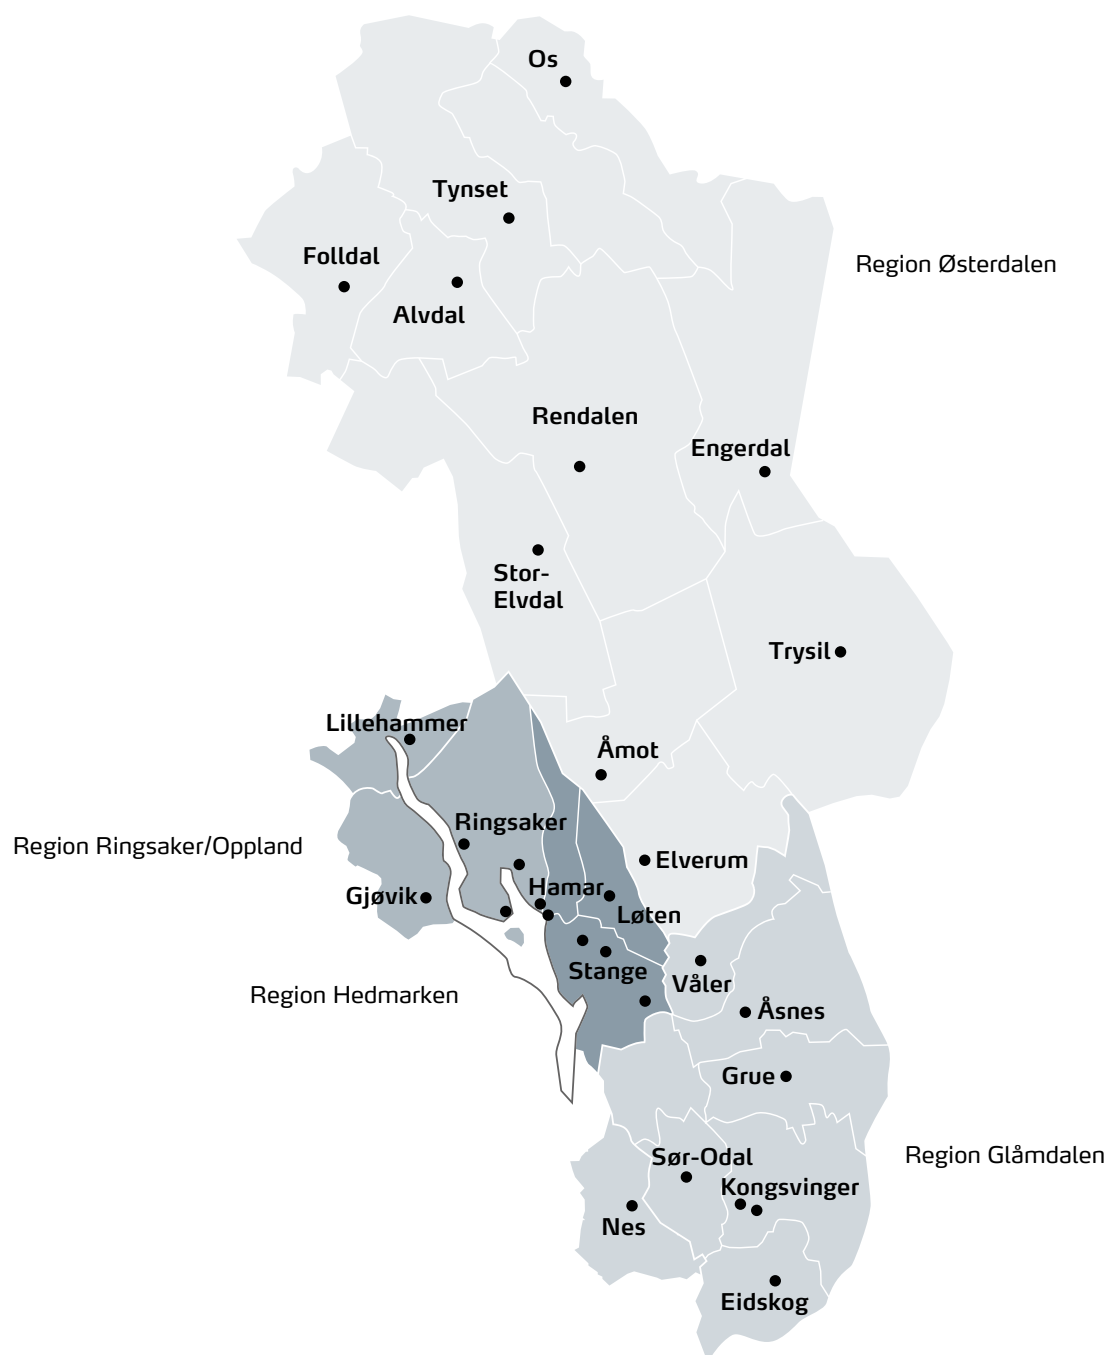 Os
Tynset
Folldal
Region Østerdalen
Alvdal
Rendalen
Engerdal
Stor-
Elvdal
Trysil
Lillehammer
Åmot
Ringsaker
Region Ringsaker/Oppland
Elverum
Hamar
Gjøvik
Løten
Stange
Våler
Region Hedmarken
Åsnes
Grue
Region Glåmdalen
Sør-Odal
Kongsvinger
Nes
Eidskog